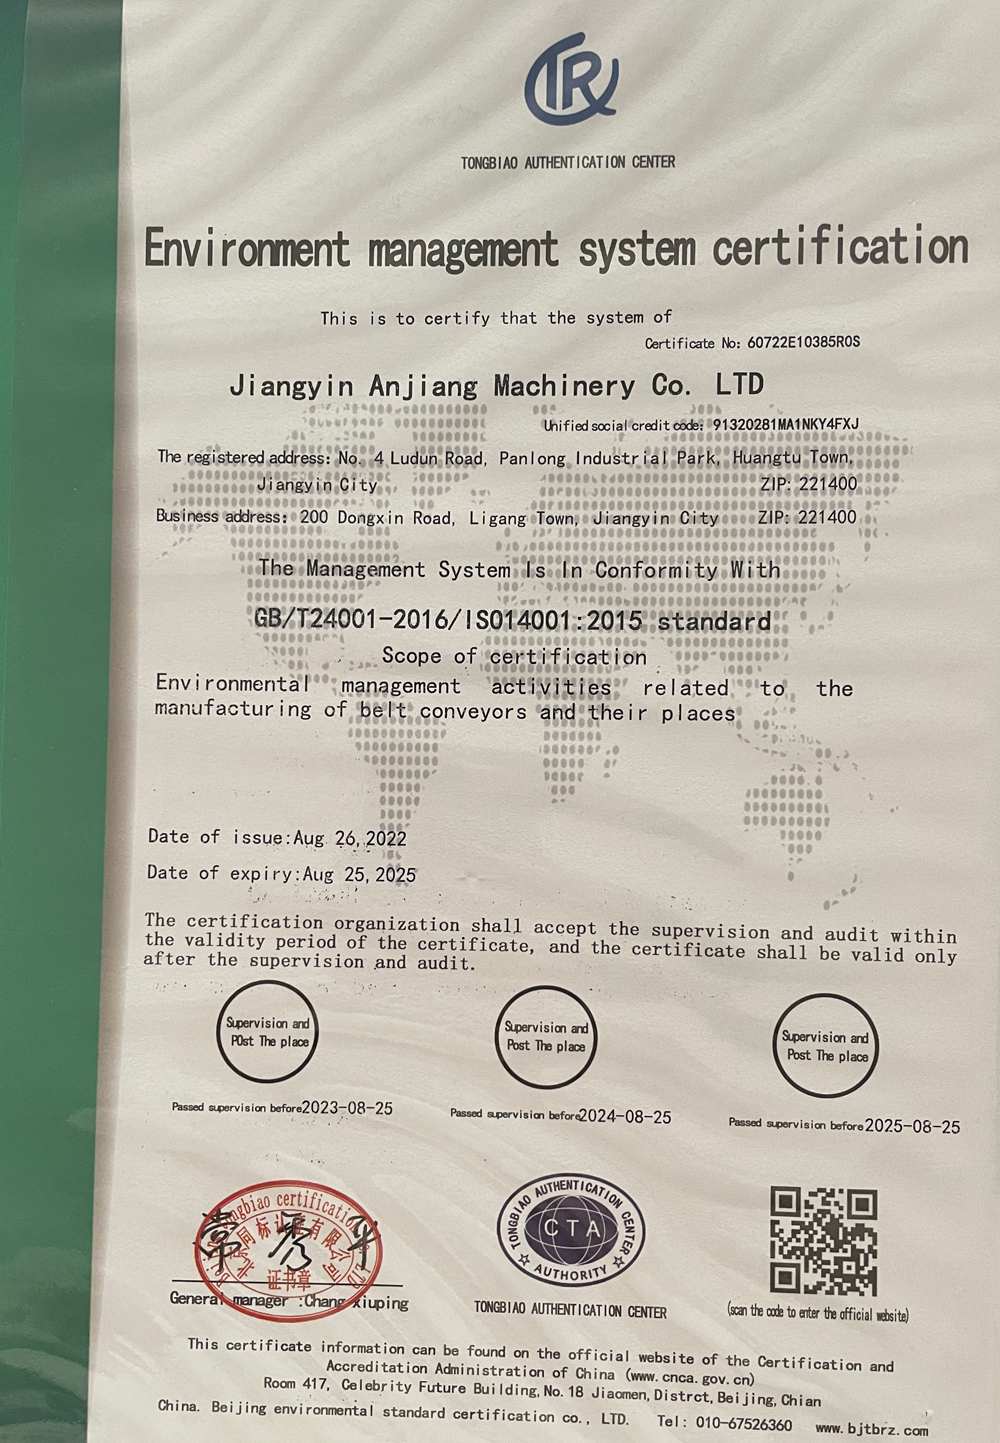 TR
TONGBIAO AUTHENTICATION CENTER
Environment management system certification
This is to certify that the system of
Certificate No: 60722E10385R0S
Jiangyin Anjiang Machinery Co. LTD
Unified social credit code: 91320281MA1NKY4FXJ
The registered address: No. 4 Ludun Road, Panlong Industrial Park, Huangtu Town,
Jiangyin City ZIP: 221400
Business address: 200 Dongxin Road, Ligang Town, Jiangyin City ZIP: 221400
The Management System Is In Conformity With
GB/T24001-2016/ISO14001:2015 standard
Scope of certification
Environmental management activities related to the
manufacturing of belt conveyors and their places
Date of issue:Aug 26,2022
Date of expiry:Aug 25,2025
The certification organization shall accept the supervision and audit within
the validity period of the certificate, and the certificate shall be valid only
after the supervision and audit.
Supervision and
POst The place
Supervision and
Post The place
Supervision and
Post The place
Passed supervision before2023-08-25
Passed supervision before2024-08-25
Passed supervision before2025-08-25
常秀平
证书章
General manager :Chang xiuping
TONGBIAO AUTHENTICATION CENTER
CTA
AUTHORITY
TONGBIAO AUTHENTICATION CENTER
(scan the code to enter the official website)
This certificate information can be found on the official website of the Certification and
Accreditation Administration of China (www.cnca.gov.cn)
Room 417, Celebrity Future Building,No.18 Jiaomen,Distrct,Beijing,Chian
China. Beijing environmental standard certification co., LTD. Tel: 010-67526360 www.bjtbrz.com